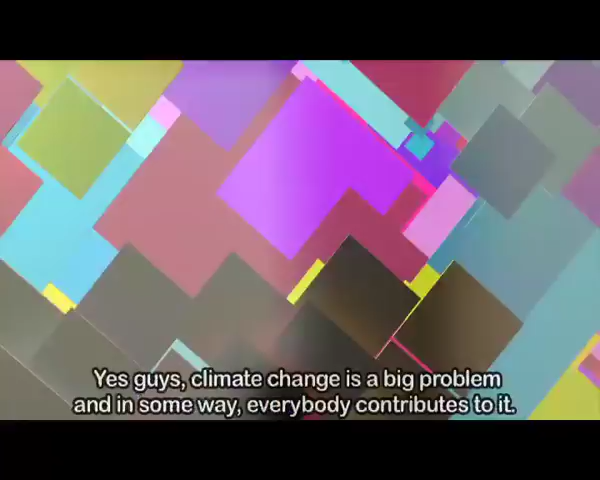 Yes guys, climate change is a big problem
and in some way, everybody contributes to it.